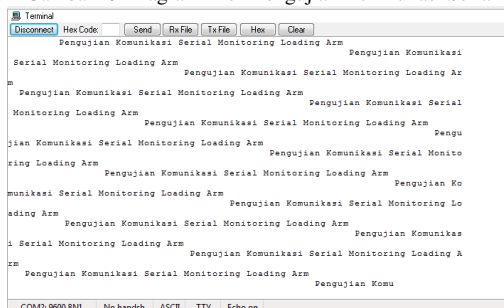 Terminal
Disconnect Hex Code: Send Rx File Tx File Hex Clear
Pengujian Komunikasi Serial Monitoring Loading Arm
Pengujian Komunikasi
Serial Monitoring Loading Arm
Pengujian Komunikasi Serial Monitoring Loading Ar
m
Pengujian Komunikasi Serial Monitoring Loading Arm
Pengujian Komunikasi Serial
Monitoring Loading Arm
Pengujian Komunikasi Serial Monitoring Loading Arm
Pengu
jian Komunikasi Serial Monitoring Loading Arm
Pengujian Komunikasi Serial Monito
ring Loading Arm
Pengujian Komunikasi Serial Monitoring Loading Arm
Pengujian Ko
munikasi Serial Monitoring Loading Arm
Pengujian Komunikasi Serial Monitoring Lo
ading Arm
Pengujian Komunikasi Serial Monitoring Loading Arm
Pengujian Komunikas
i Serial Monitoring Loading Arm
Pengujian Komunikasi Serial Monitoring Loading A
rm
Pengujian Komunikasi Serial Monitoring Loading Arm
Pengujian Komu
COM2: 9600,8N1 No handsh. ASCII TTY Echo on